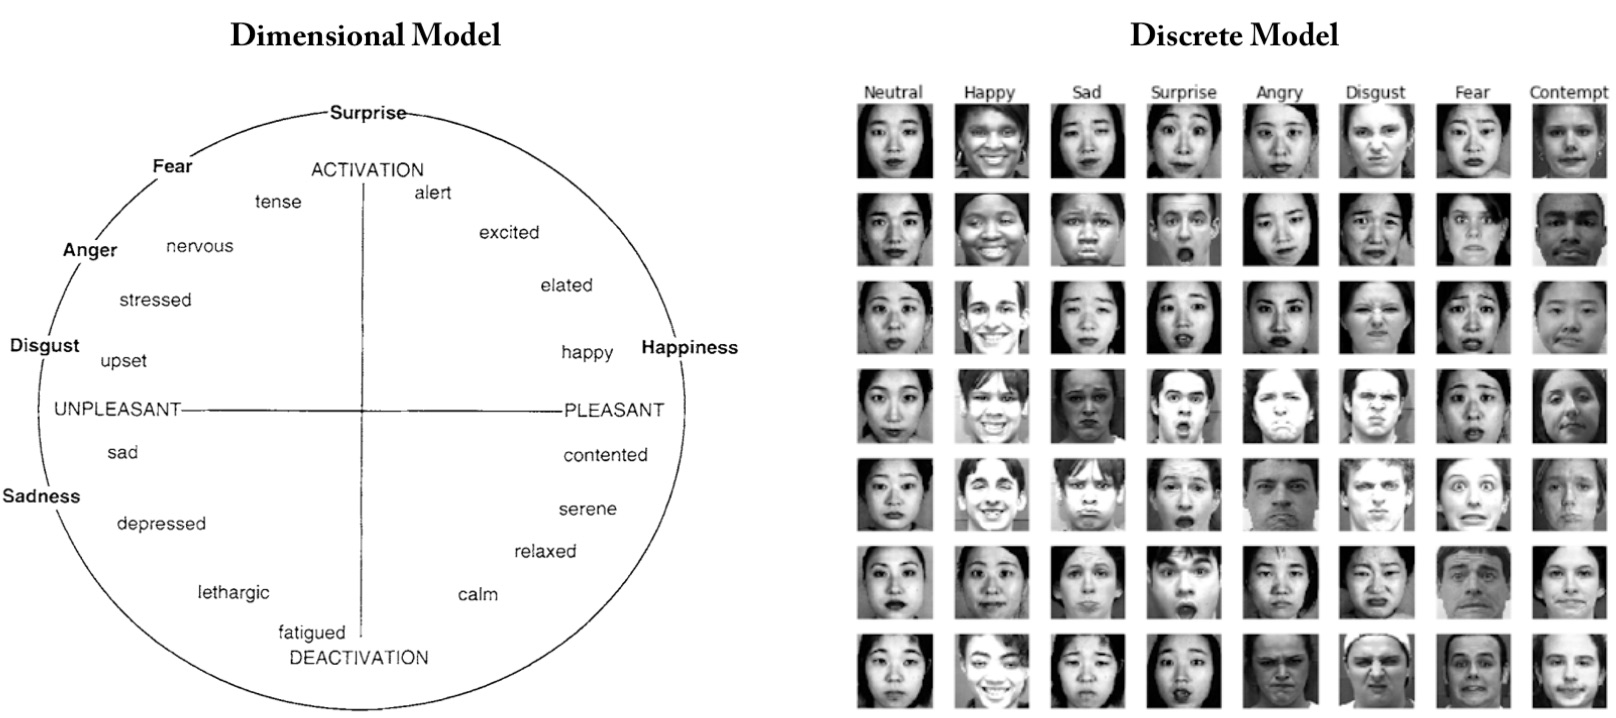 Dimensional Model
Surprise
Fear
ACTIVATION
alert
tense
excited
Anger
nervous
elated
stressed
Disgust
upset
happy
Happiness
UNPLEASANT
PLEASANT
sad
contented
Sadness
serene
depressed
relaxed
lethargic
calm
fatigued
DEACTIVATION
Discrete Model
Neutral Happy Sad Surprise Angry Disgust Fear Contempt